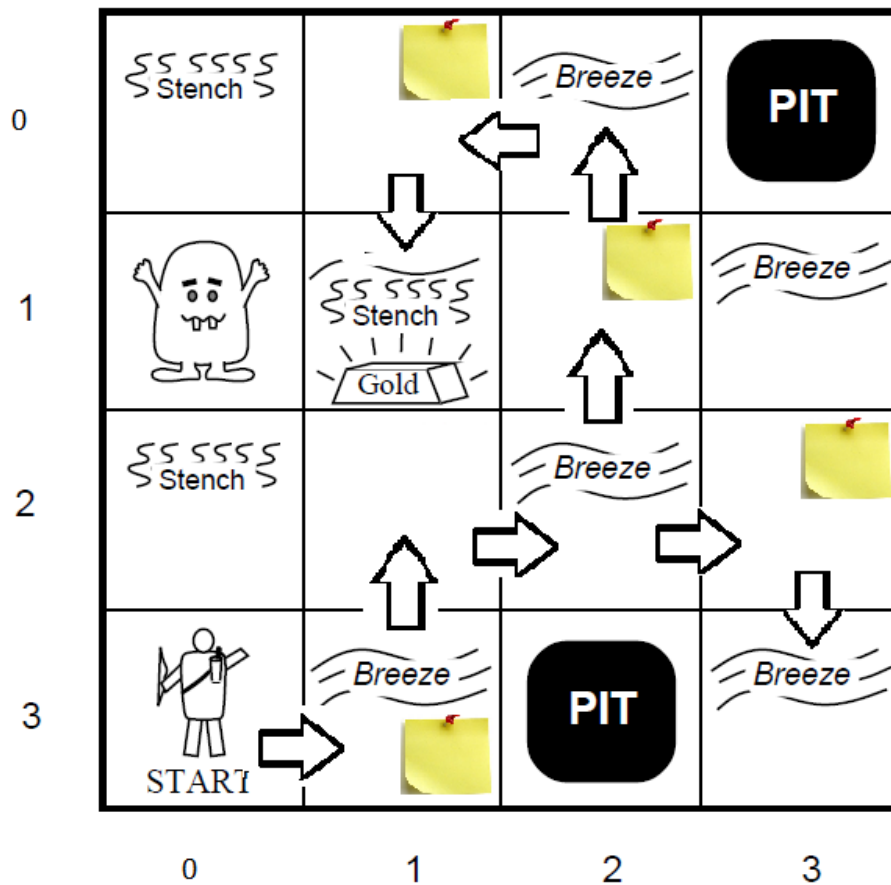 Stench
Breeze
PIT
0
Breeze
1
Stench
Gold
Stench
Breeze
2
Breeze
PIT
Breeze
3
START
0 1 2 3